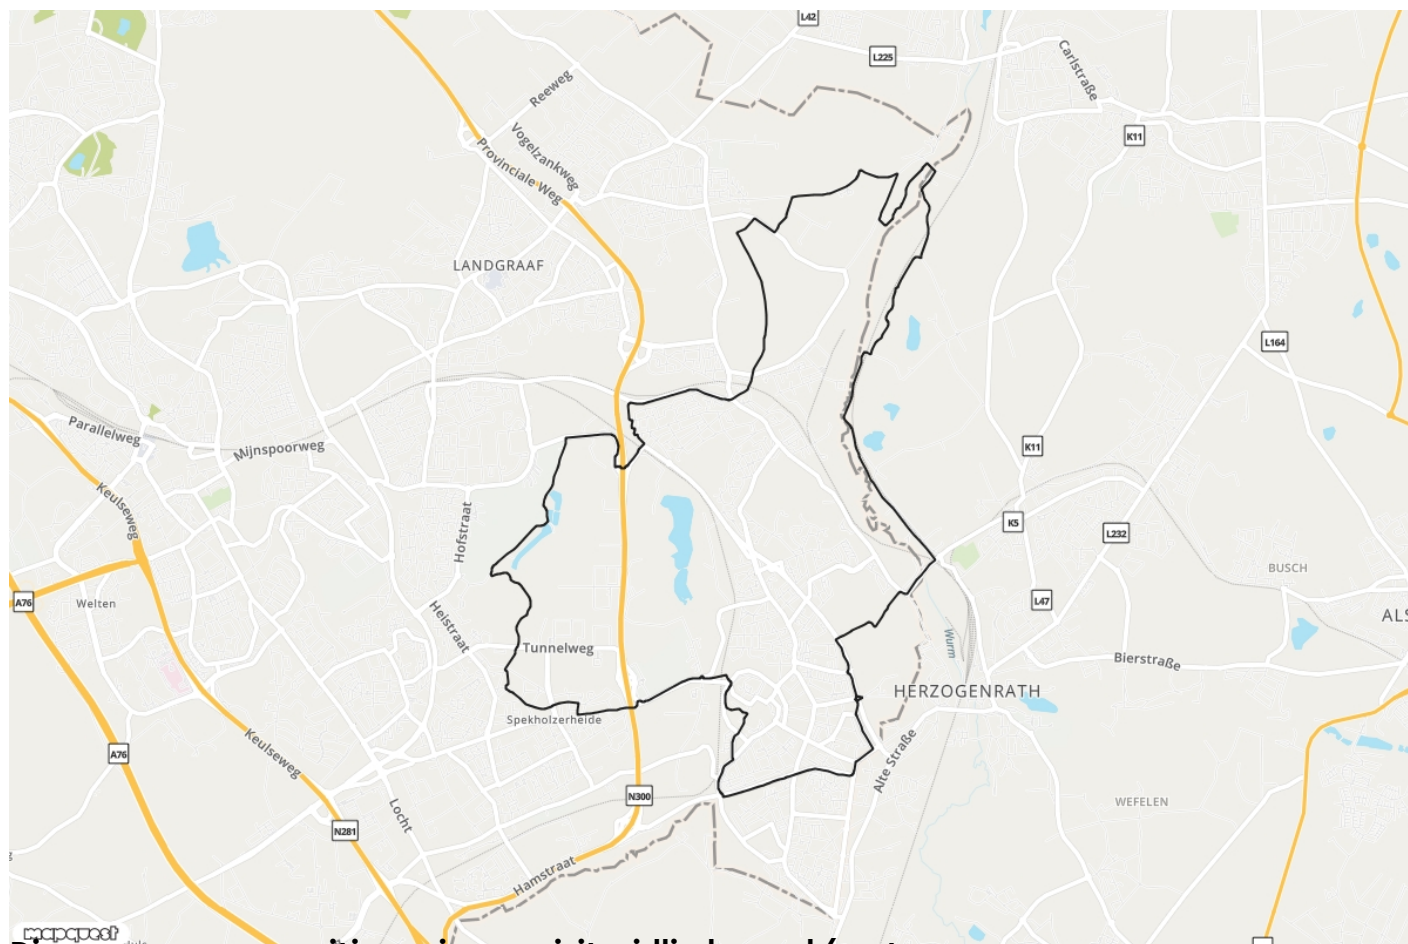 L42
L225
Carlstraße
K11
Reeweg
Vogelzankweg
Provinciale Weg
LANDGRAAF
L164
Parallelweg
Mijnspoorweg
K11
Keulseweg
Hofstraat
K5
L232
BUSCH
A76
Welten
L47
ALS
Heistraat
Tunnelweg
Wurm
Bierstraße
HERZOGENRATH
Spekholzerheide
Keulseweg
A76
Alte Straße
N300
WEFELEN
Locht
N281
Hamstraat
mapquest